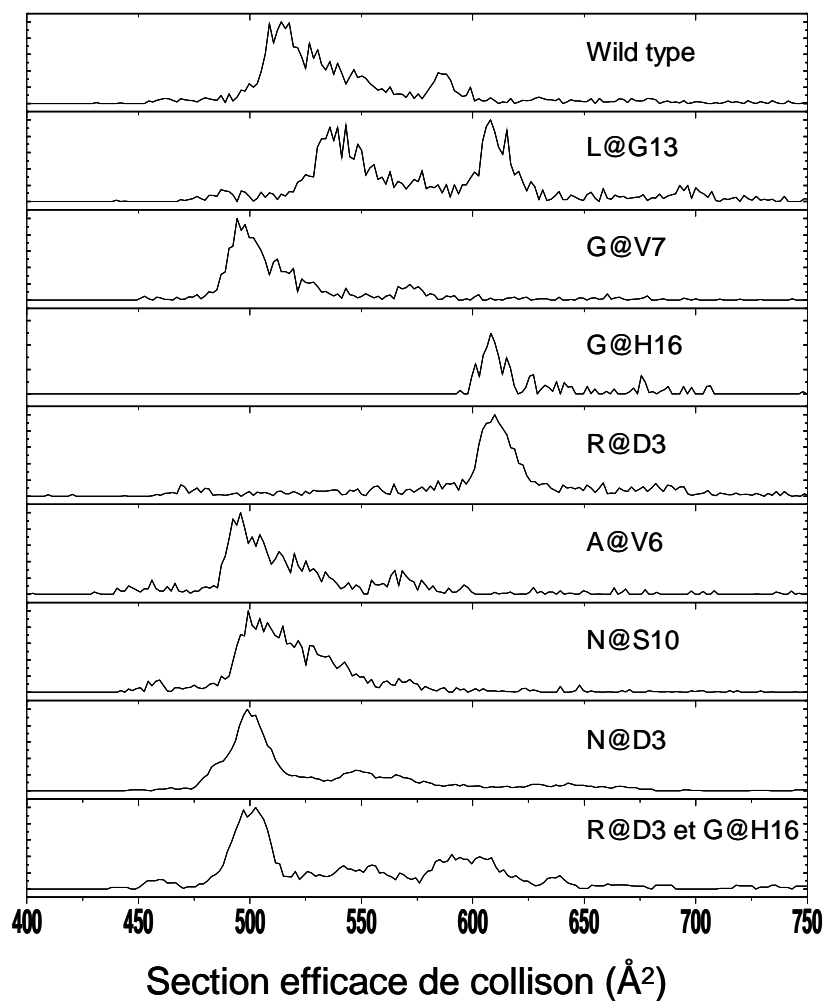 Wild type
L@G13
G@V7
G@H16
R@D3
A@V6
N@S10
N@D3
R@D3 et G@H16
400 450 500 550 600 650 700 750
Section efficace de collison (Å²)